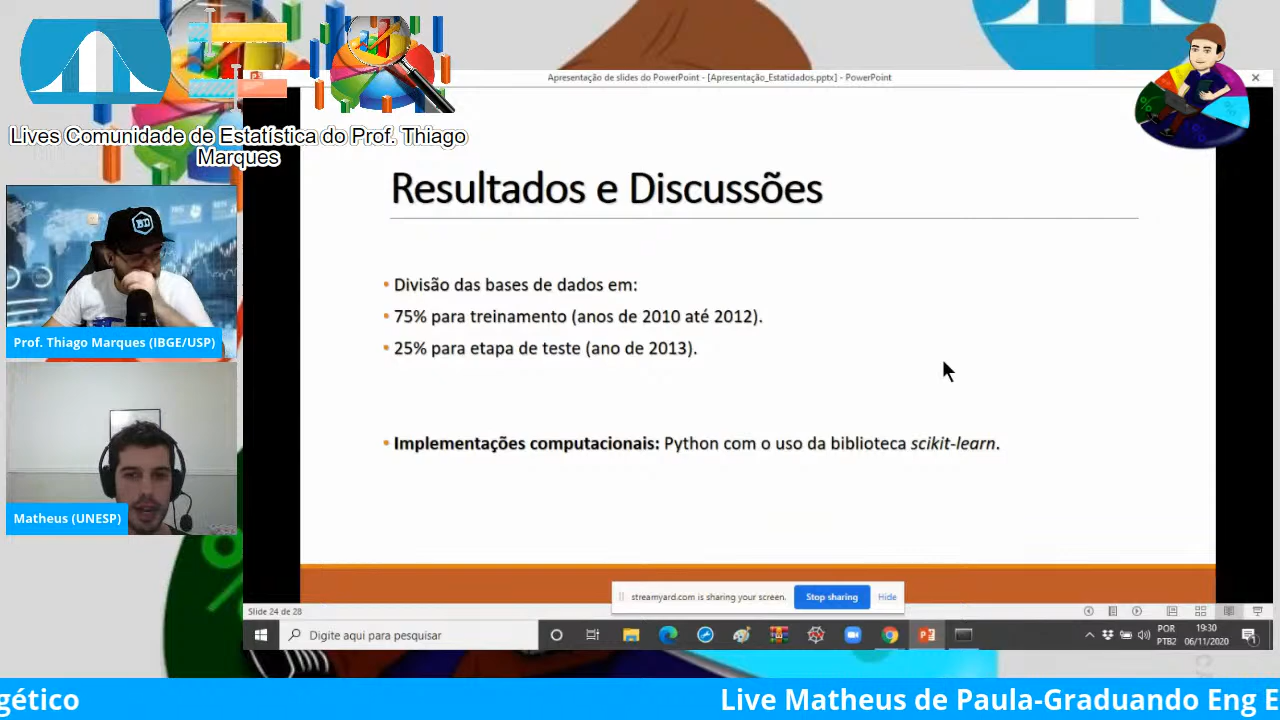 Lives Comunidade de Estatística do Prof. Thiago
Marques
Apresentação de slides do PowerPoint - [Apresentação_Estatidados.pptx] - PowerPoint
Resultados e Discussões
• Divisão das bases de dados em:
• 75% para treinamento (anos de 2010 até 2012).
• 25% para etapa de teste (ano de 2013).
• Implementações computacionais: Python com o uso da biblioteca scikit-learn.
BD
Prof. Thiago Marques (IBGE/USP)
Matheus (UNESP)
streamyard.com is sharing your screen. Stop sharing Hide
Slide 24 de 28
Digite aqui para pesquisar
POR
PTB2
19:30
06/11/2020
gético
Live Matheus de Paula-Graduando Eng E